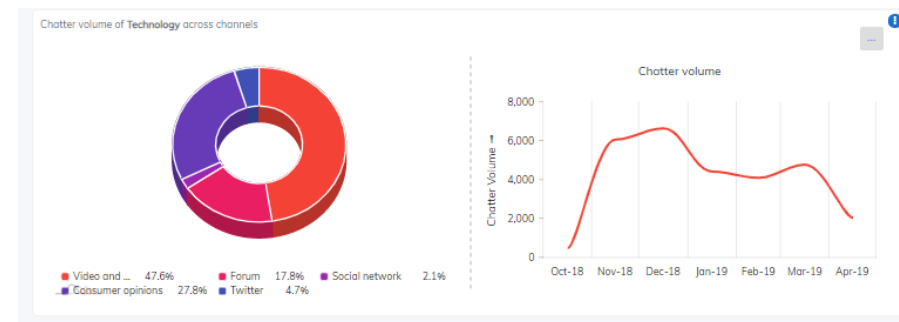 Chatter volume of Technology across channels
...
Chatter volume
Chatter Volume →
8,000
6,000
4,000
2,000
0
Oct-18 Nov-18 Dec-18 Jan-19 Feb-19 Mar-19 Apr-19
Video and ... 47.6% Forum 17.8% Social network 2.1%
Consumer opinions 27.8% Twitter 4.7%